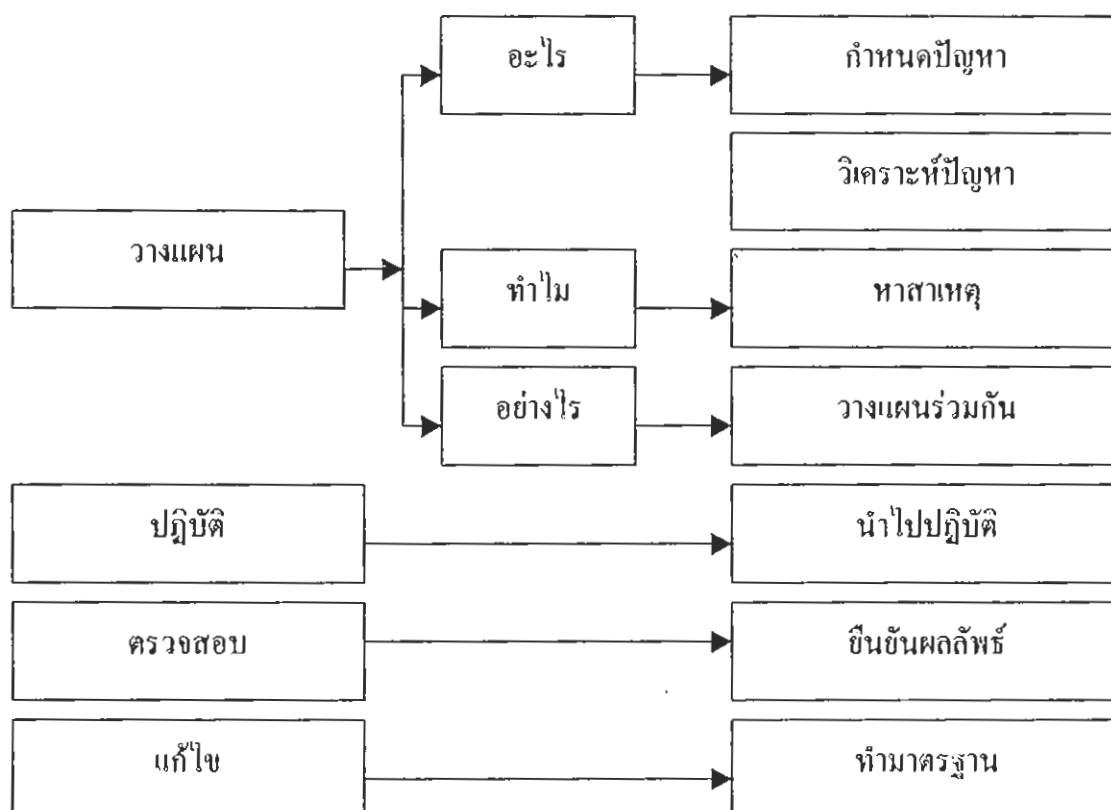 อะไร
กำหนดปัญหา
วิเคราะห์ปัญหา
วางแผน
ทำไม
หาสาเหตุ
อย่างไร
วางแผนร่วมกัน
ปฏิบัติ
นำไปปฏิบัติ
ตรวจสอบ
ยืนยันผลลัพธ์
แก้ไข
ทำมาตรฐาน